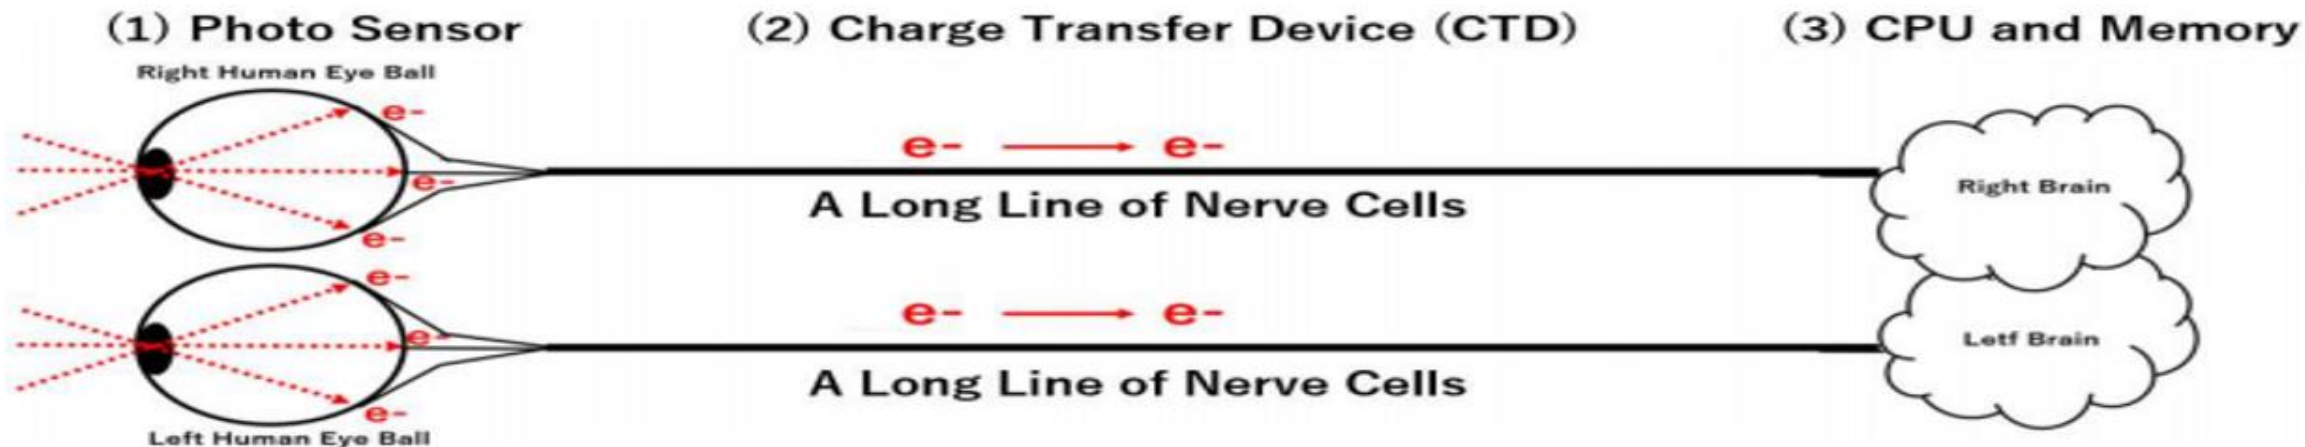 (1) Photo Sensor
(2) Charge Transfer Device (CTD)
(3) CPU and Memory
Right Human Eye Ball
e-
e-
e-
e- e-
A Long Line of Nerve Cells
Right Brain
e-
e-
e-
e- e-
A Long Line of Nerve Cells
Letf Brain
Left Human Eye Ball